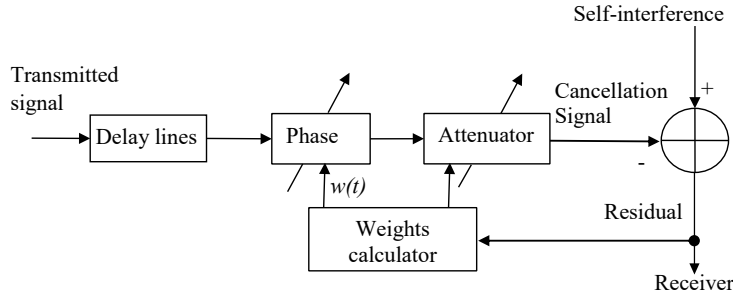 Self-interference
Transmitted
signal
Cancellation
Signal
+
Delay lines
Phase
Attenuator
-
w(t)
Residual
Weights
calculator
Receiver